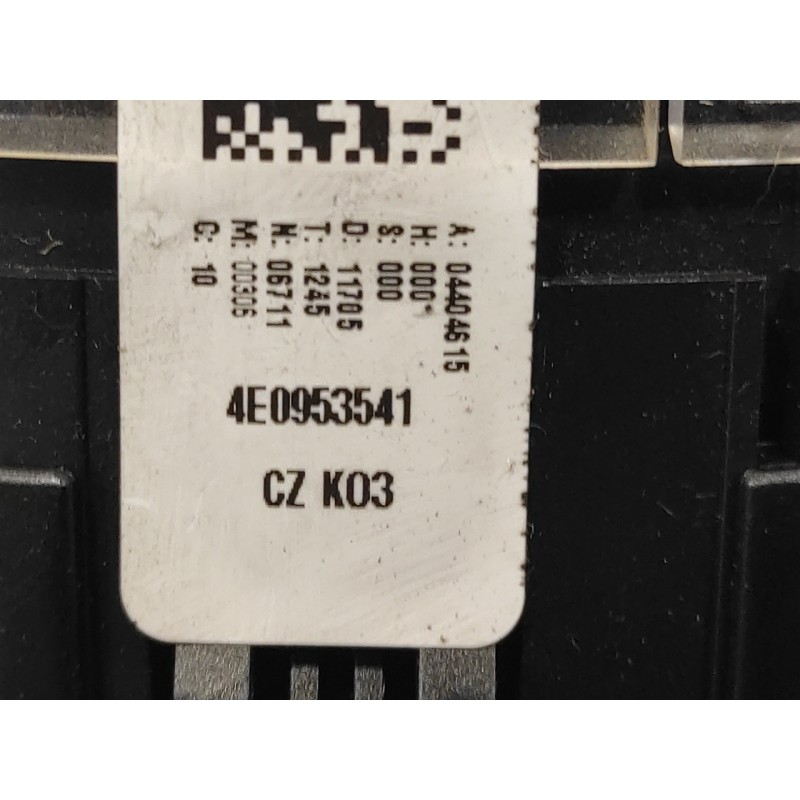 A: 04404615
H: 000*
S: 000
D: 11705
T: 1245
N: 06711
M: 00306
C: 10
4E0953541
CZ K03